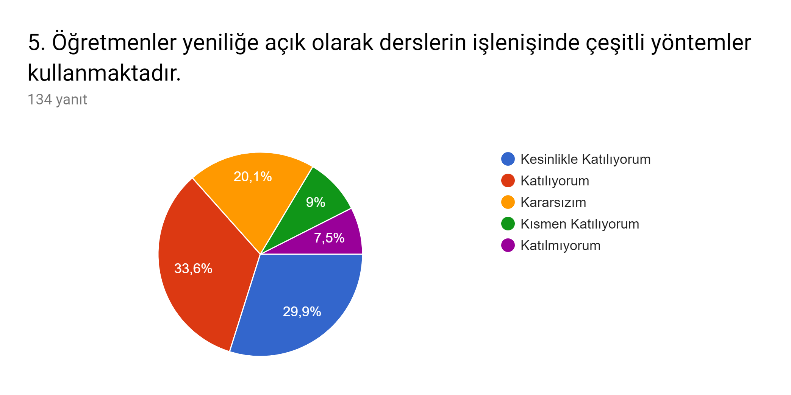 5. Öğretmenler yeniliğe açık olarak derslerin işlenişinde çeşitli yöntemler
kullanmaktadır.
134 yanıt
20,1%
9%
7,5%
33,6%
29,9%
Kesinlikle Katılıyorum
Katılıyorum
Kararsızım
Kısmen Katılıyorum
Katılmıyorum